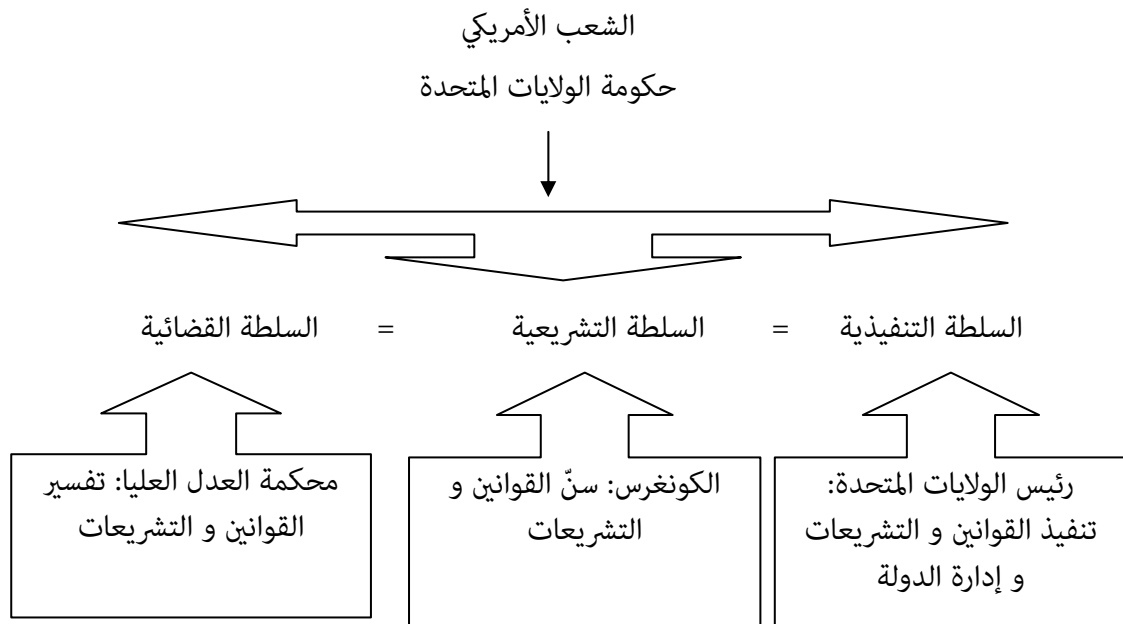 الشعب الأمريكي
حكومة الولايات المتحدة
السلطة التنفيذية = السلطة التشريعية = السلطة القضائية
رئيس الولايات المتحدة:
تنفيذ القوانين و التشريعات
و إدارة الدولة
الكونغرس: سنّ القوانين و
التشريعات
محكمة العدل العليا: تفسير
القوانين و التشريعات